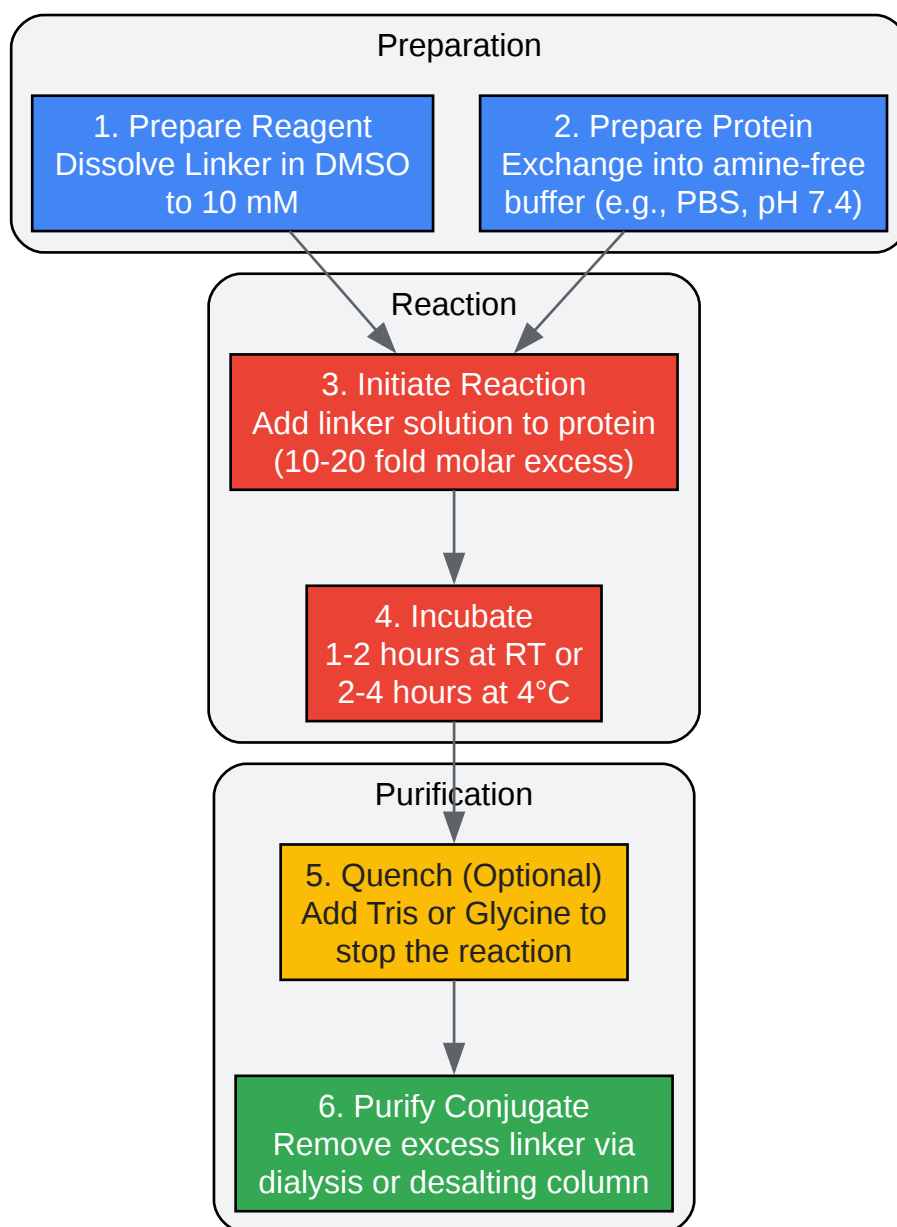 Preparation
1. Prepare Reagent
Dissolve Linker in DMSO
to 10 mM
2. Prepare Protein
Exchange into amine-free
buffer (e.g., PBS, pH 7.4)
Reaction
3. Initiate Reaction
Add linker solution to protein
(10-20 fold molar excess)
4. Incubate
1-2 hours at RT or
2-4 hours at 4°C
Purification
5. Quench (Optional)
Add Tris or Glycine to
stop the reaction
6. Purify Conjugate
Remove excess linker via
dialysis or desalting column